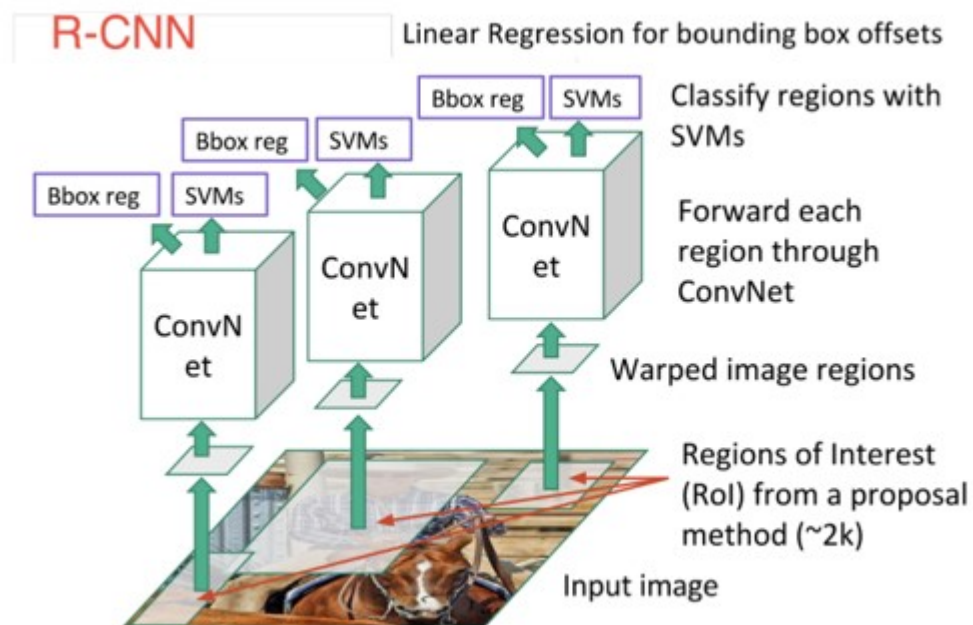 R-CNN
Linear Regression for bounding box offsets
Bbox reg
SVMs
Classify regions with
SVMs
Bbox reg
SVMs
Bbox reg
SVMs
Forward each
region through
ConvNet
ConvN
et
ConvN
et
ConvN
et
Warped image regions
Regions of Interest
(RoI) from a proposal
method (~2k)
Input image